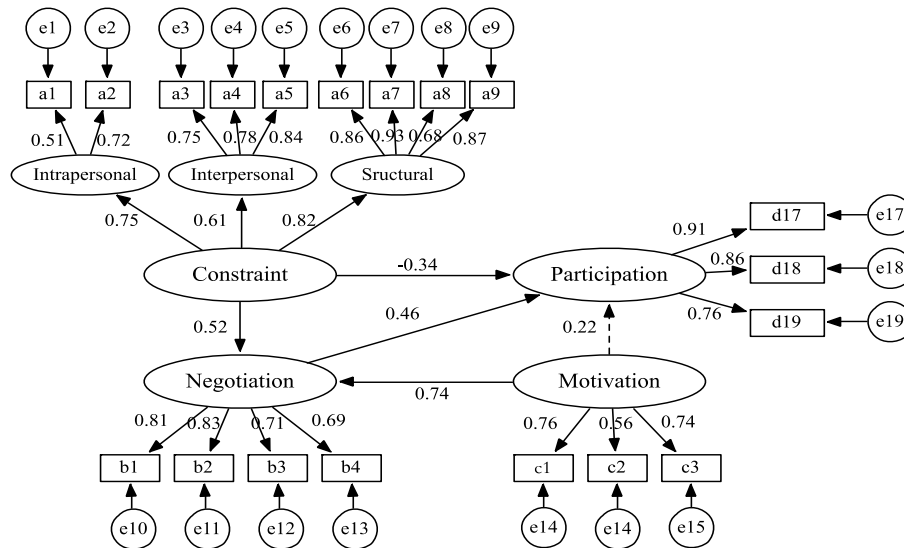 e1 e2 e3 e4 e5 e6 e7 e8 e9
a1 a2 a3 a4 a5 a6 a7 a8 a9
0.51 0.72 0.75 0.78 0.84 0.86 0.93 0.68 0.87
Intrapersonal Interpersonal Sructural
0.75 0.61 0.82
d17 e17
0.91
Constraint -0.34 Participation 0.86 d18 e18
0.76 d19 e19
0.52 0.46 0.22
Negotiation 0.74 Motivation
0.81 0.83 0.71 0.69 0.76 0.56 0.74
b1 b2 b3 b4 c1 c2 c3
e10 e11 e12 e13 e14 e14 e15